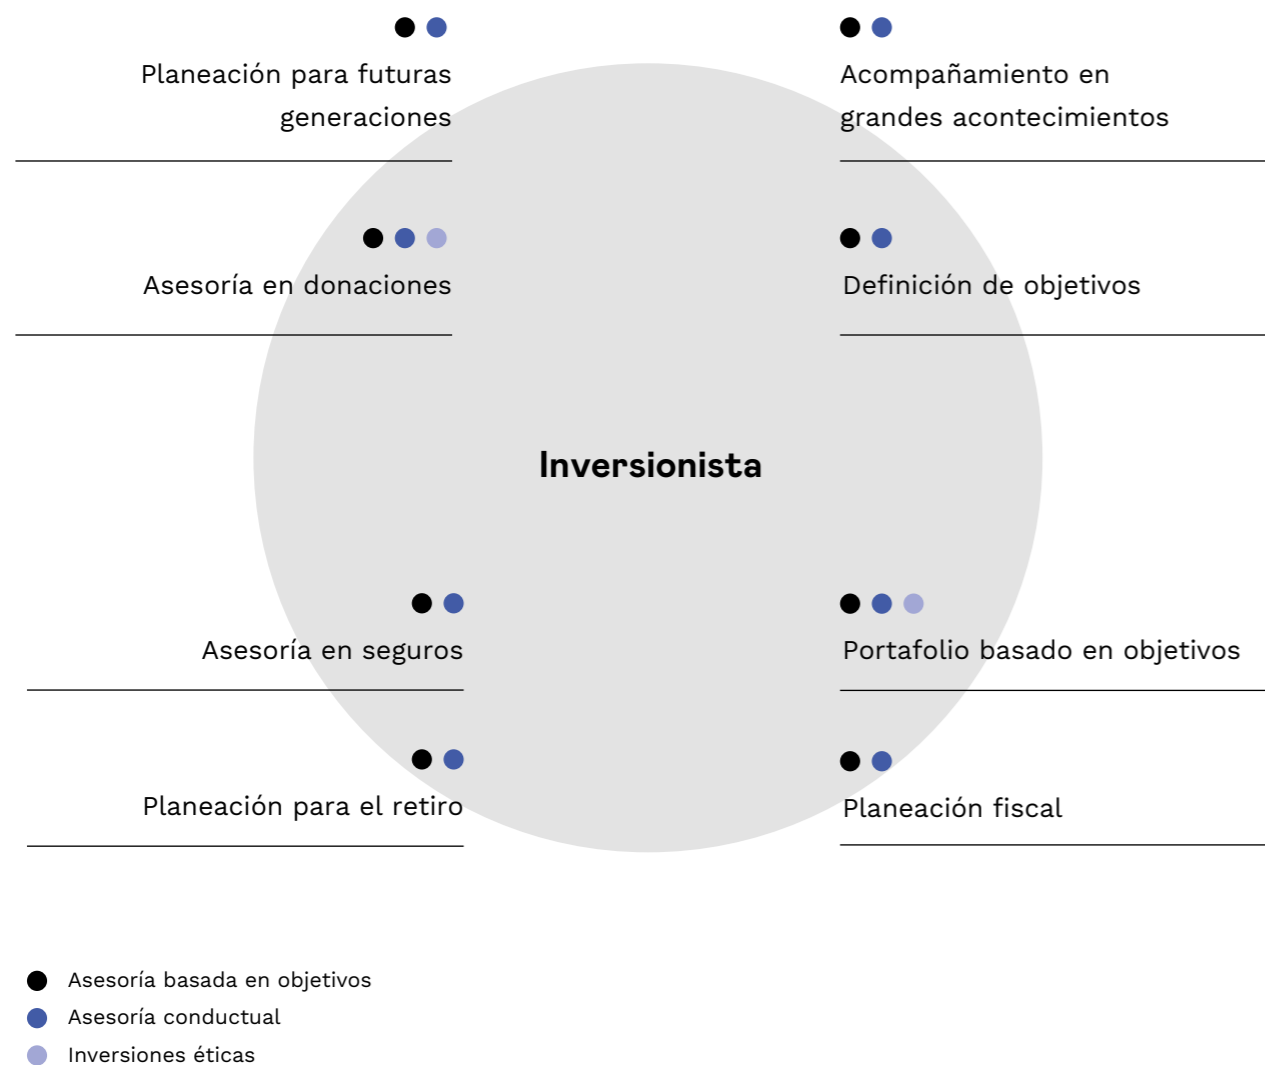 Planeación para futuras
generaciones
Acompañamiento en
grandes acontecimientos
Asesoría en donaciones
Definición de objetivos
Inversionista
Asesoría en seguros
Portafolio basado en objetivos
Planeación para el retiro
Planeación fiscal
Asesoría basada en objetivos
Asesoría conductual
Inversiones éticas